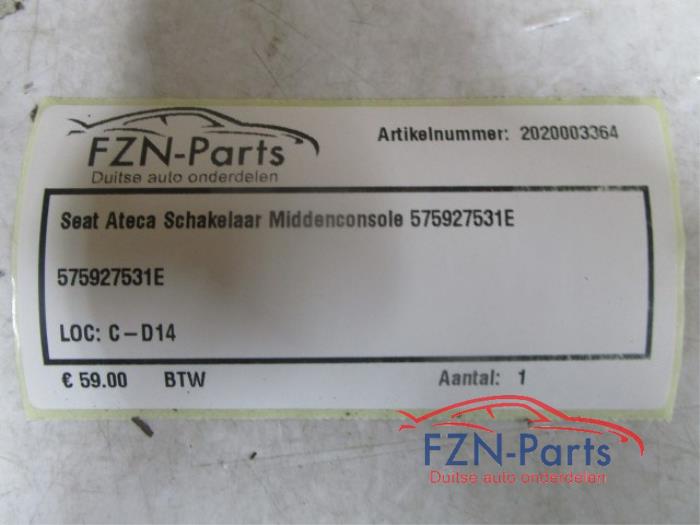 FZN-Parts
Duitse auto onderdelen
Artikelnummer: 2020003364
Seat Ateca Schakelaar Middenconsole 575927531E
575927531E
LOC: C-D14
€ 59.00 BTW Aantal: 1
FZN-Parts
Duitse auto onderdelen